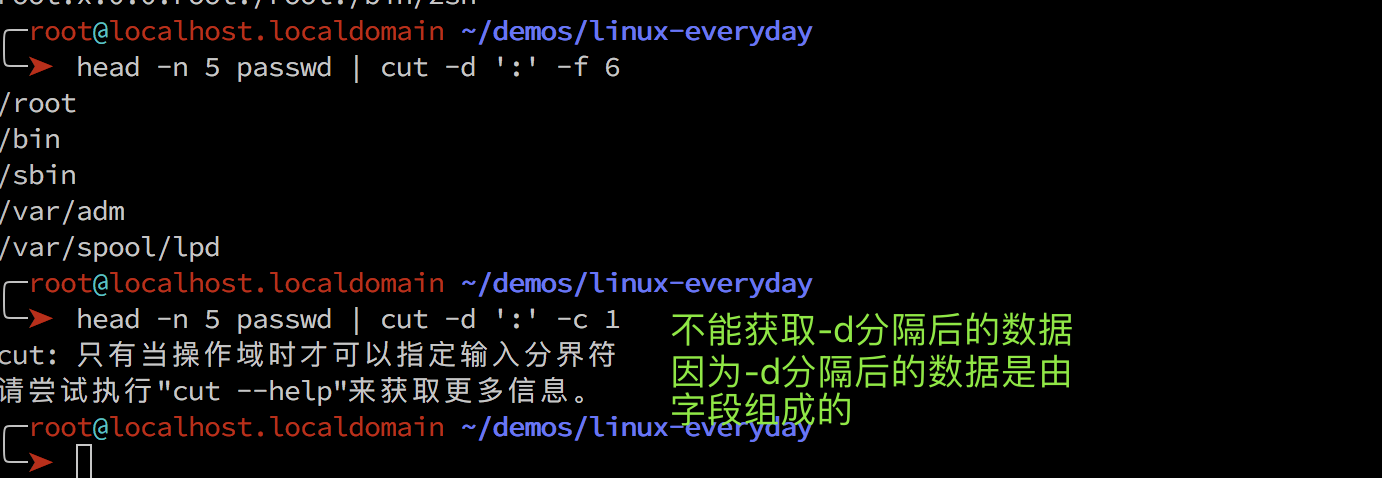 root:x:0:0:root:/root:/bin/zsh
root@localhost.localdomain ~/demos/linux-everyday
head -n 5 passwd | cut -d ':' -f 6
/root
/bin
/sbin
/var/adm
/var/spool/lpd
root@localhost.localdomain ~/demos/linux-everyday
head -n 5 passwd | cut -d ':' -c 1
cut: 只有当操作域时才可以指定输入分界符
请尝试执行"cut --help"来获取更多信息。
不能获取-d分隔后的数据
因为-d分隔后的数据是由
字段组成的
root@localhost.localdomain ~/demos/linux-everyday